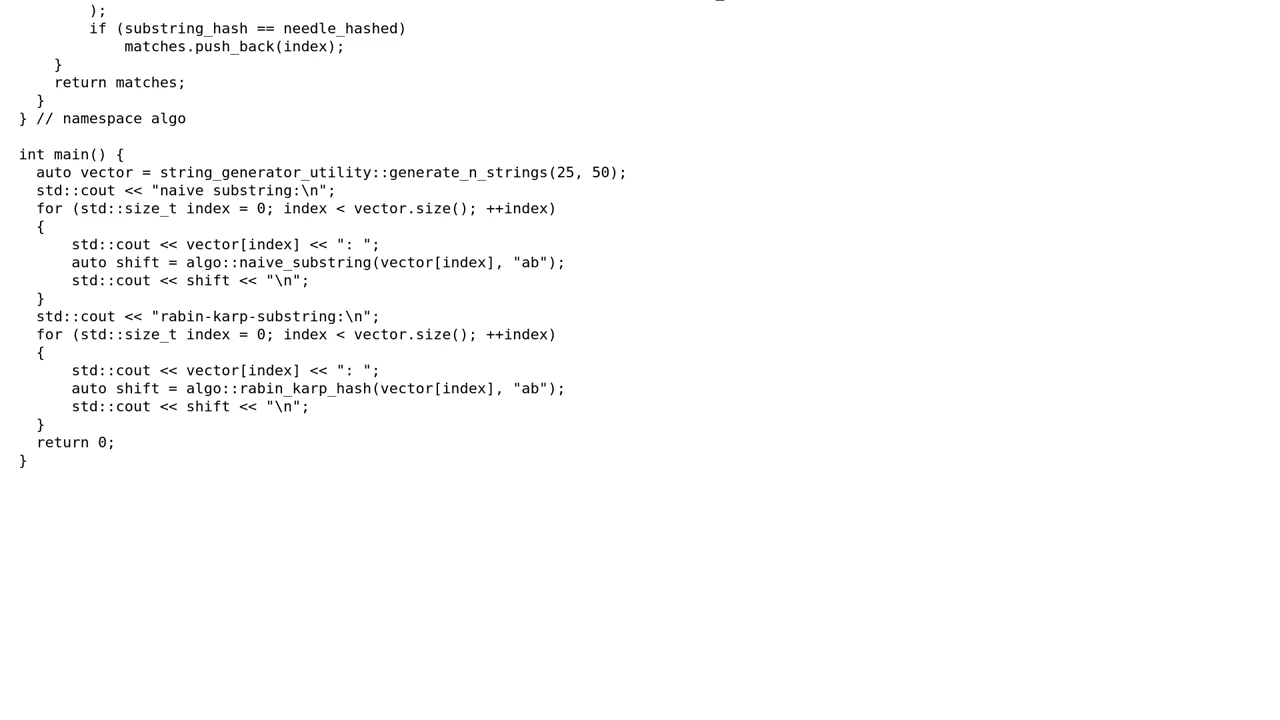 );
        if (substring_hash == needle_hashed)
            matches.push_back(index);
    }
    return matches;
  }
} // namespace algo

int main() {
  auto vector = string_generator_utility::generate_n_strings(25, 50);
  std::cout << "naive substring:\n";
  for (std::size_t index = 0; index < vector.size(); ++index)
  {
      std::cout << vector[index] << ": ";
      auto shift = algo::naive_substring(vector[index], "ab");
      std::cout << shift << "\n";
  }
  std::cout << "rabin-karp-substring:\n";
  for (std::size_t index = 0; index < vector.size(); ++index)
  {
      std::cout << vector[index] << ": ";
      auto shift = algo::rabin_karp_hash(vector[index], "ab");
      std::cout << shift << "\n";
  }
  return 0;
}